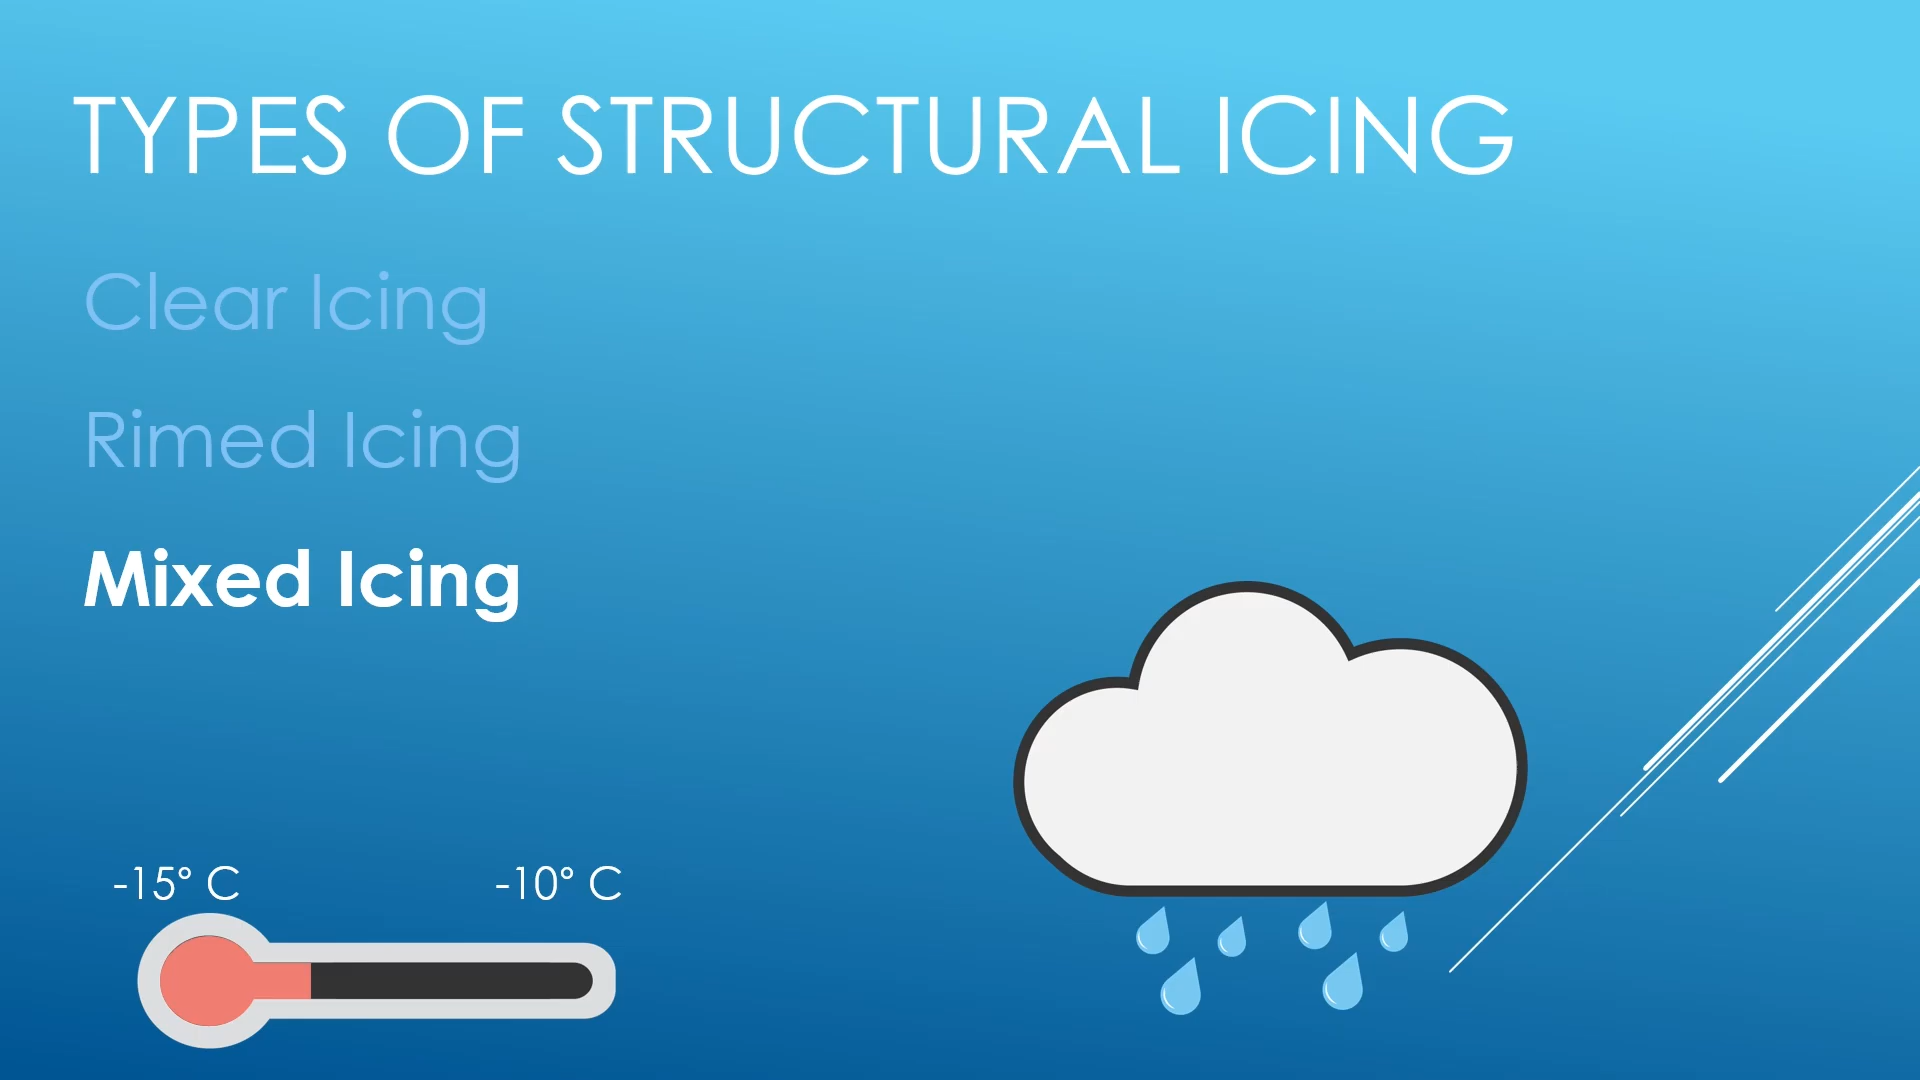 TYPES OF STRUCTURAL ICING
Clear Icing
Rimed Icing
Mixed Icing
-15° C -10° C